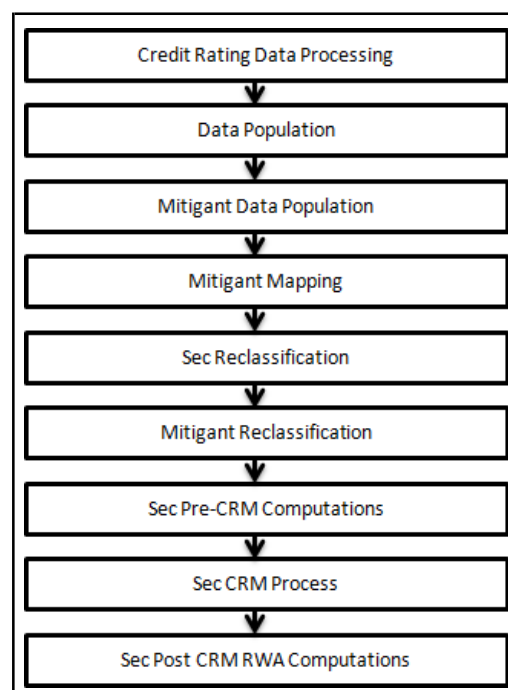 Credit Rating Data Processing
Data Population
Mitigant Data Population
Mitigant Mapping
Sec Reclassification
Mitigant Reclassification
Sec Pre-CRM Computations
Sec CRM Process
Sec Post CRM RWA Computations